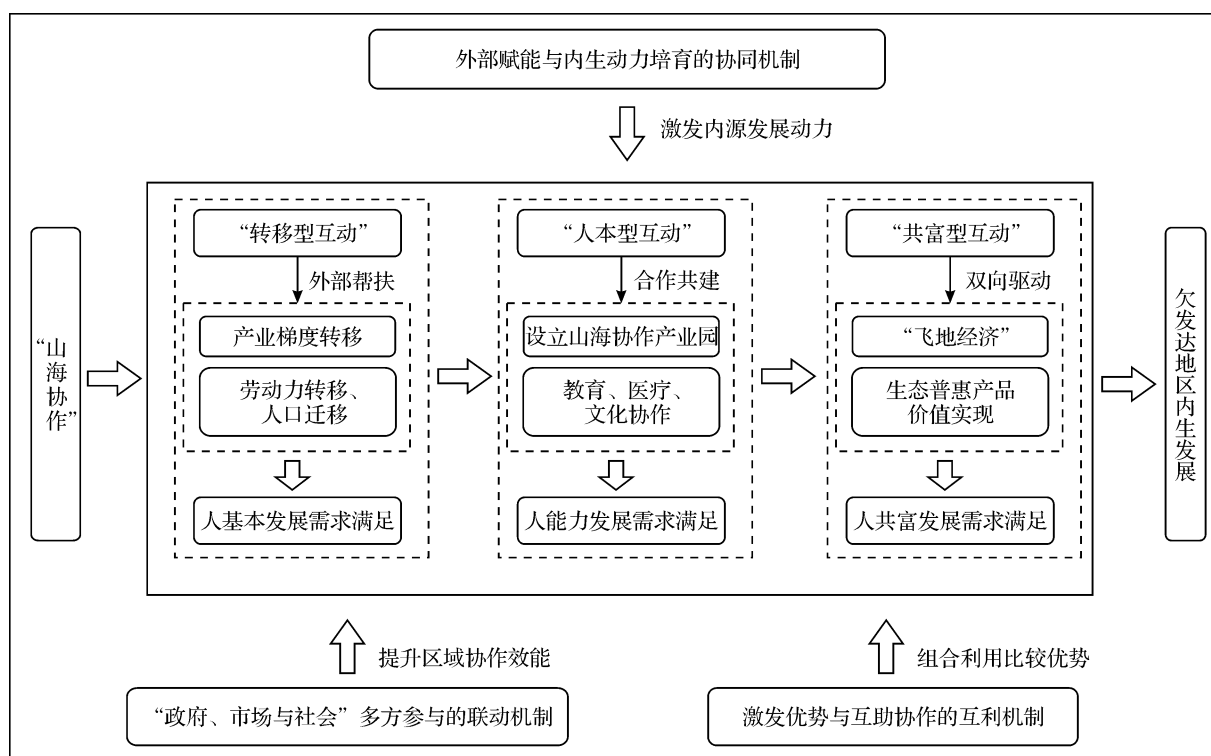 外部赋能与内生动力培育的协同机制
激发内源发展动力
“山海协作”
“转移型互动”
外部帮扶
产业梯度转移
劳动力转移、
人口迁移
人基本发展需求满足
“人本型互动”
合作共建
设立山海协作产业园
教育、医疗、
文化协作
人能力发展需求满足
“共富型互动”
双向驱动
“飞地经济”
生态普惠产品
价值实现
人共富发展需求满足
欠发达地区内生发展
提升区域协作效能
“政府、市场与社会”多方参与的联动机制
组合利用比较优势
激发优势与互助协作的互利机制